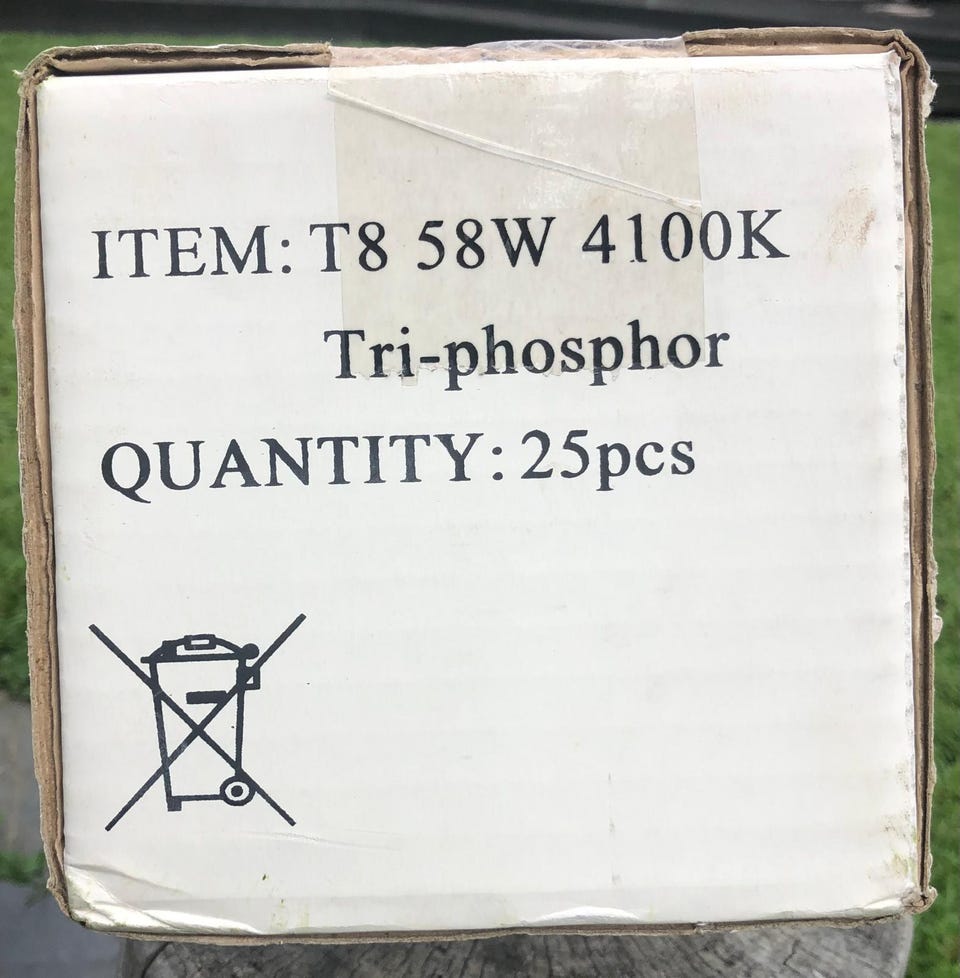 ITEM: T8 58W 4100K
Tri-phosphor
QUANTITY: 25pcs